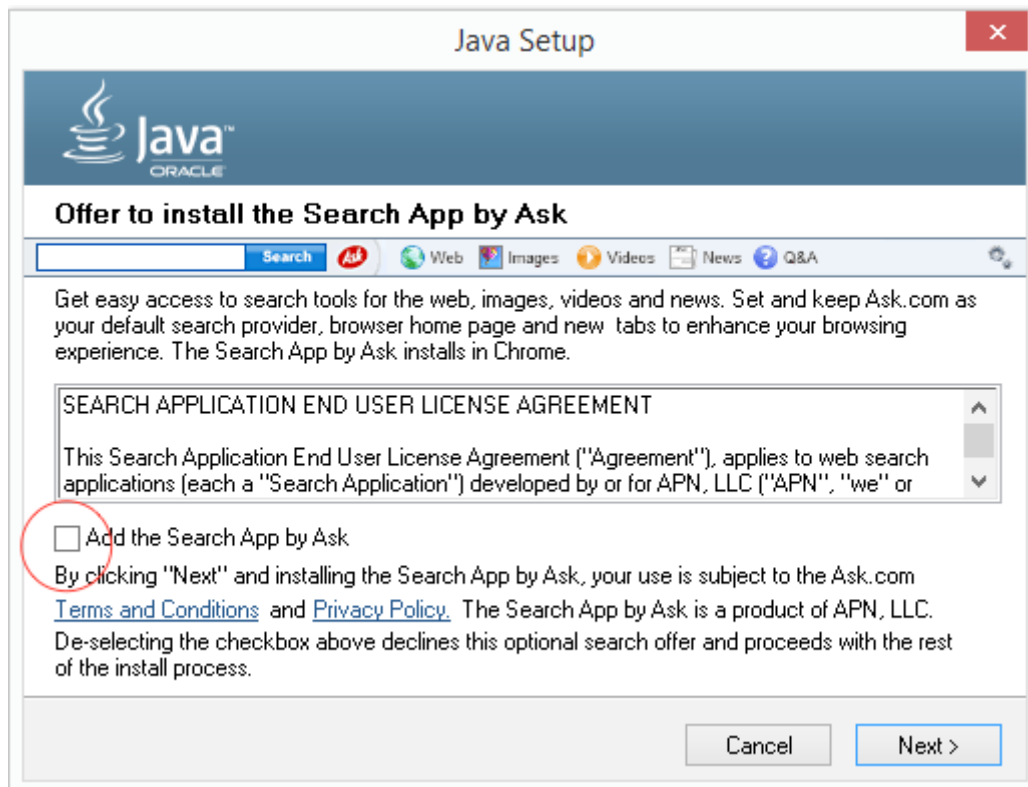 Java Setup
Java™
ORACLE
Offer to install the Search App by Ask
Search Ask Web Images Videos News Q&A
Get easy access to search tools for the web, images, videos and news. Set and keep Ask.com as
your default search provider, browser home page and new tabs to enhance your browsing
experience. The Search App by Ask installs in Chrome.
SEARCH APPLICATION END USER LICENSE AGREEMENT
This Search Application End User License Agreement ("Agreement"), applies to web search
applications (each a "Search Application") developed by or for APN, LLC ("APN", "we" or
Add the Search App by Ask
By clicking "Next" and installing the Search App by Ask, your use is subject to the Ask.com
Terms and Conditions and Privacy Policy. The Search App by Ask is a product of APN, LLC.
De-selecting the checkbox above declines this optional search offer and proceeds with the rest
of the install process.
Cancel Next >